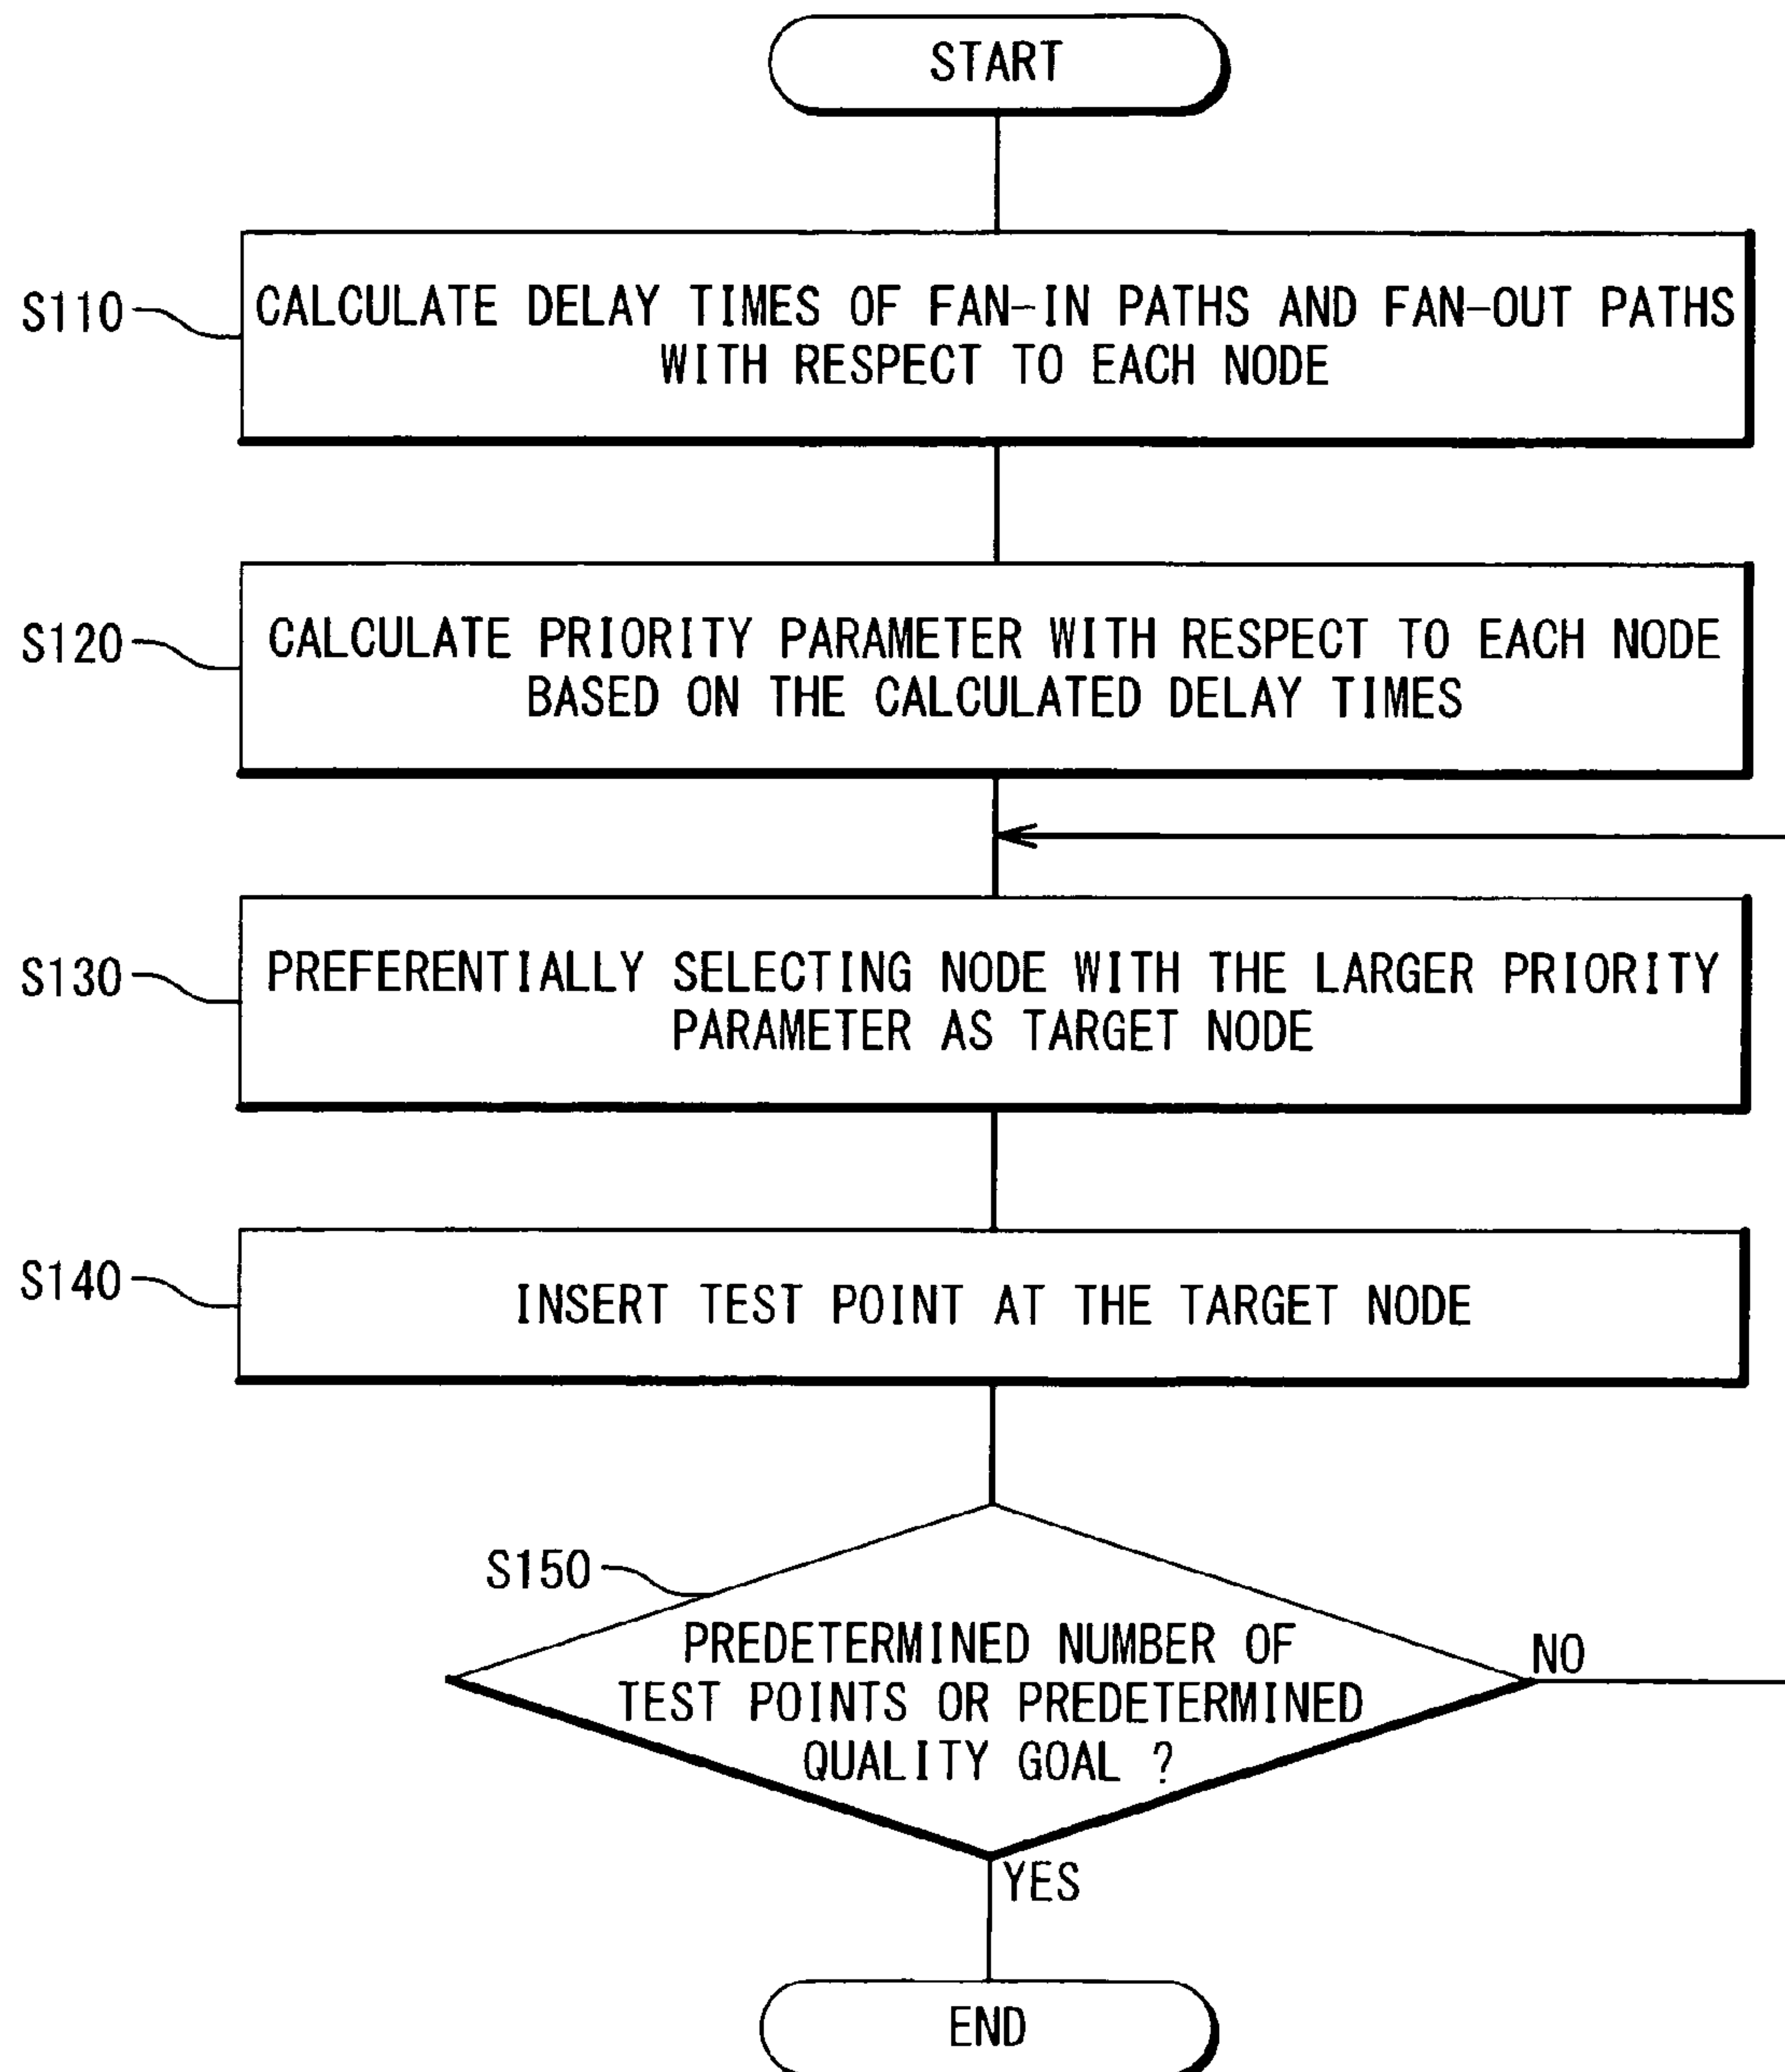 START
S110
CALCULATE DELAY TIMES OF FAN-IN PATHS AND FAN-OUT PATHS
WITH RESPECT TO EACH NODE
S120
CALCULATE PRIORITY PARAMETER WITH RESPECT TO EACH NODE
BASED ON THE CALCULATED DELAY TIMES
S130
PREFERENTIALLY SELECTING NODE WITH THE LARGER PRIORITY
PARAMETER AS TARGET NODE
S140
INSERT TEST POINT AT THE TARGET NODE
S150
PREDETERMINED NUMBER OF
TEST POINTS OR PREDETERMINED
QUALITY GOAL ?
NO
YES
END